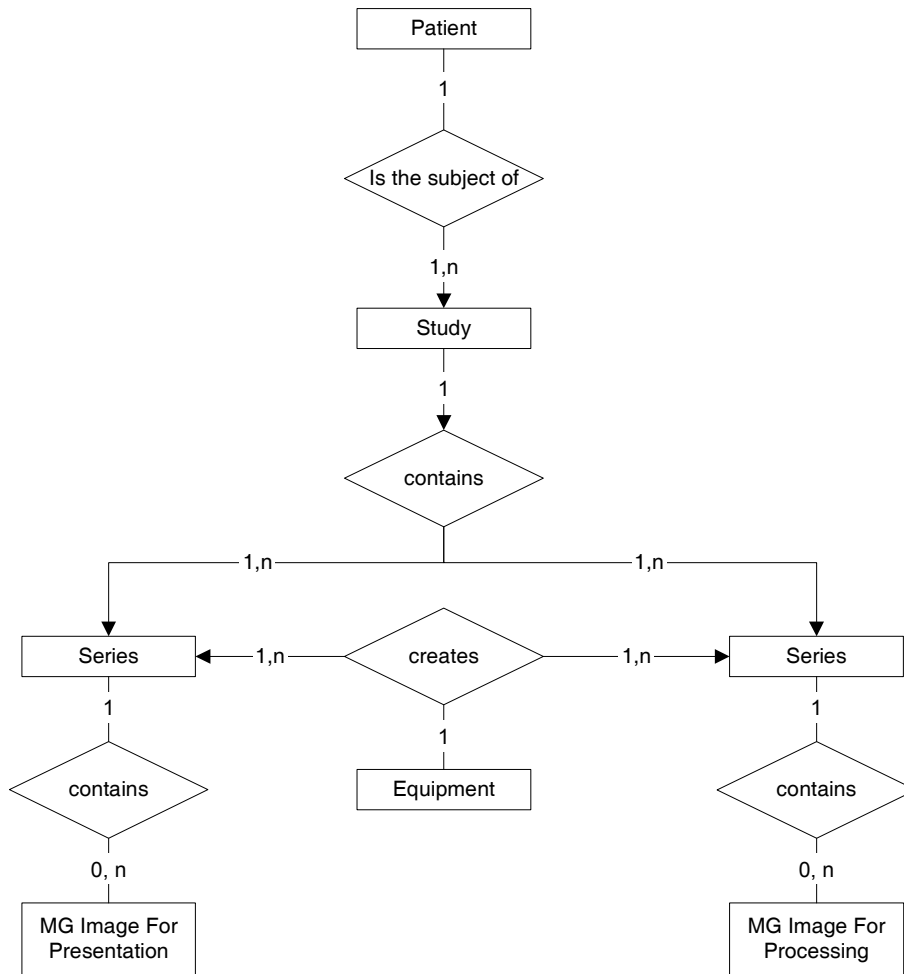 Patient
1
Is the subject of
1,n
Study
1
contains
1,n
1,n
Series
1,n
creates
1,n
Series
1
1
1
contains
Equipment
contains
0, n
0, n
MG Image For
Presentation
MG Image For
Processing